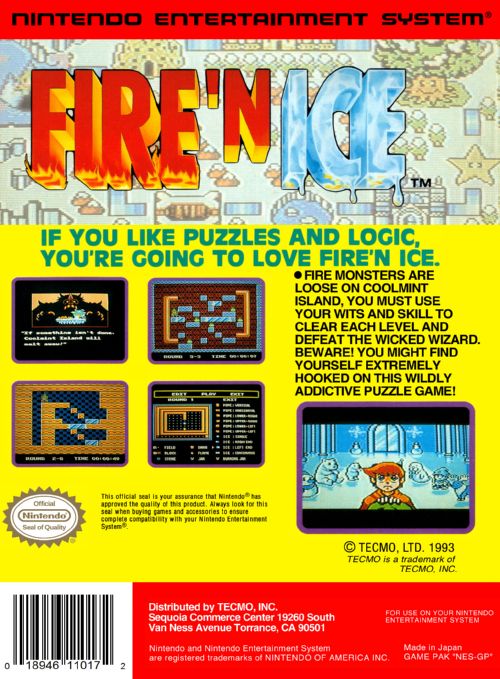 NINTENDO ENTERTAINMENT SYSTEM®
FIRE'N ICE
TM
IF YOU LIKE PUZZLES AND LOGIC,
YOU'RE GOING TO LOVE FIRE'N ICE.
● FIRE MONSTERS ARE
LOOSE ON COOLMINT
ISLAND, YOU MUST USE
YOUR WITS AND SKILL TO
CLEAR EACH LEVEL AND
DEFEAT THE WICKED WIZARD.
BEWARE! YOU MIGHT FIND
YOURSELF EXTREMELY
HOOKED ON THIS WILDLY
ADDICTIVE PUZZLE GAME!
"If something isn't done,
Coolmint Island will
melt away!"
ROUND
TIME
ROUND 2-6
TIME
EDIT PLAY EXIT
ROUND 1
EXIT
© TECMO, LTD. 1993
TECMO is a trademark of
TECMO, INC.
Official
Nintendo
Seal of Quality
This official seal is your assurance that Nintendo® has
approved the quality of this product. Always look for this
seal when buying games and accessories to ensure
complete compatibility with your Nintendo Entertainment
System®.
Distributed by TECMO, INC.
Sequoia Commerce Center 19260 South
Van Ness Avenue Torrance, CA 90501
Nintendo and Nintendo Entertainment System
are registered trademarks of NINTENDO OF AMERICA INC.
FOR USE ON YOUR NINTENDO
ENTERTAINMENT SYSTEM
Made in Japan
GAME PAK "NES-GP"
0 18946 11017 2